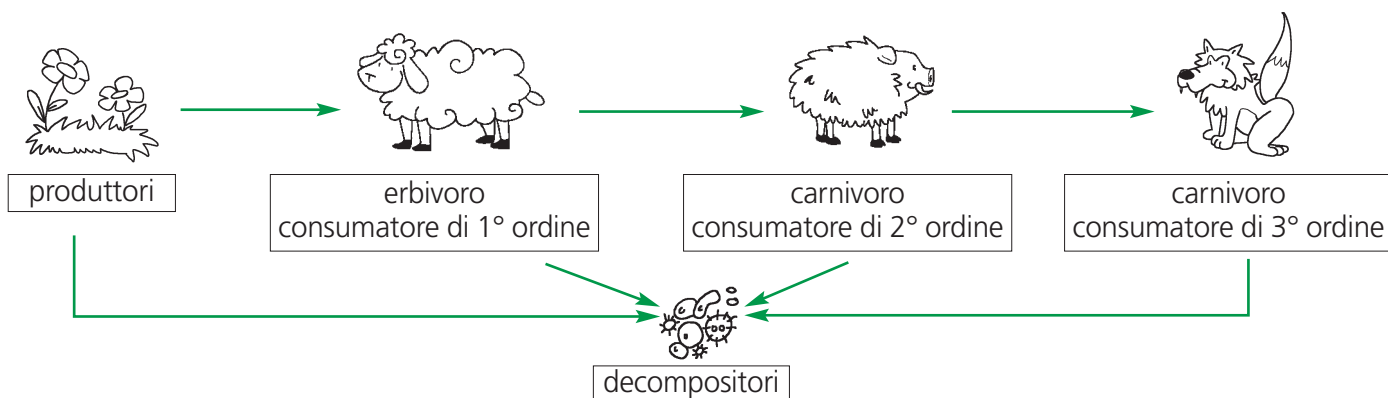 produttori
erbivoro
consumatore di 1° ordine
carnivoro
consumatore di 2° ordine
carnivoro
consumatore di 3° ordine
decompositori